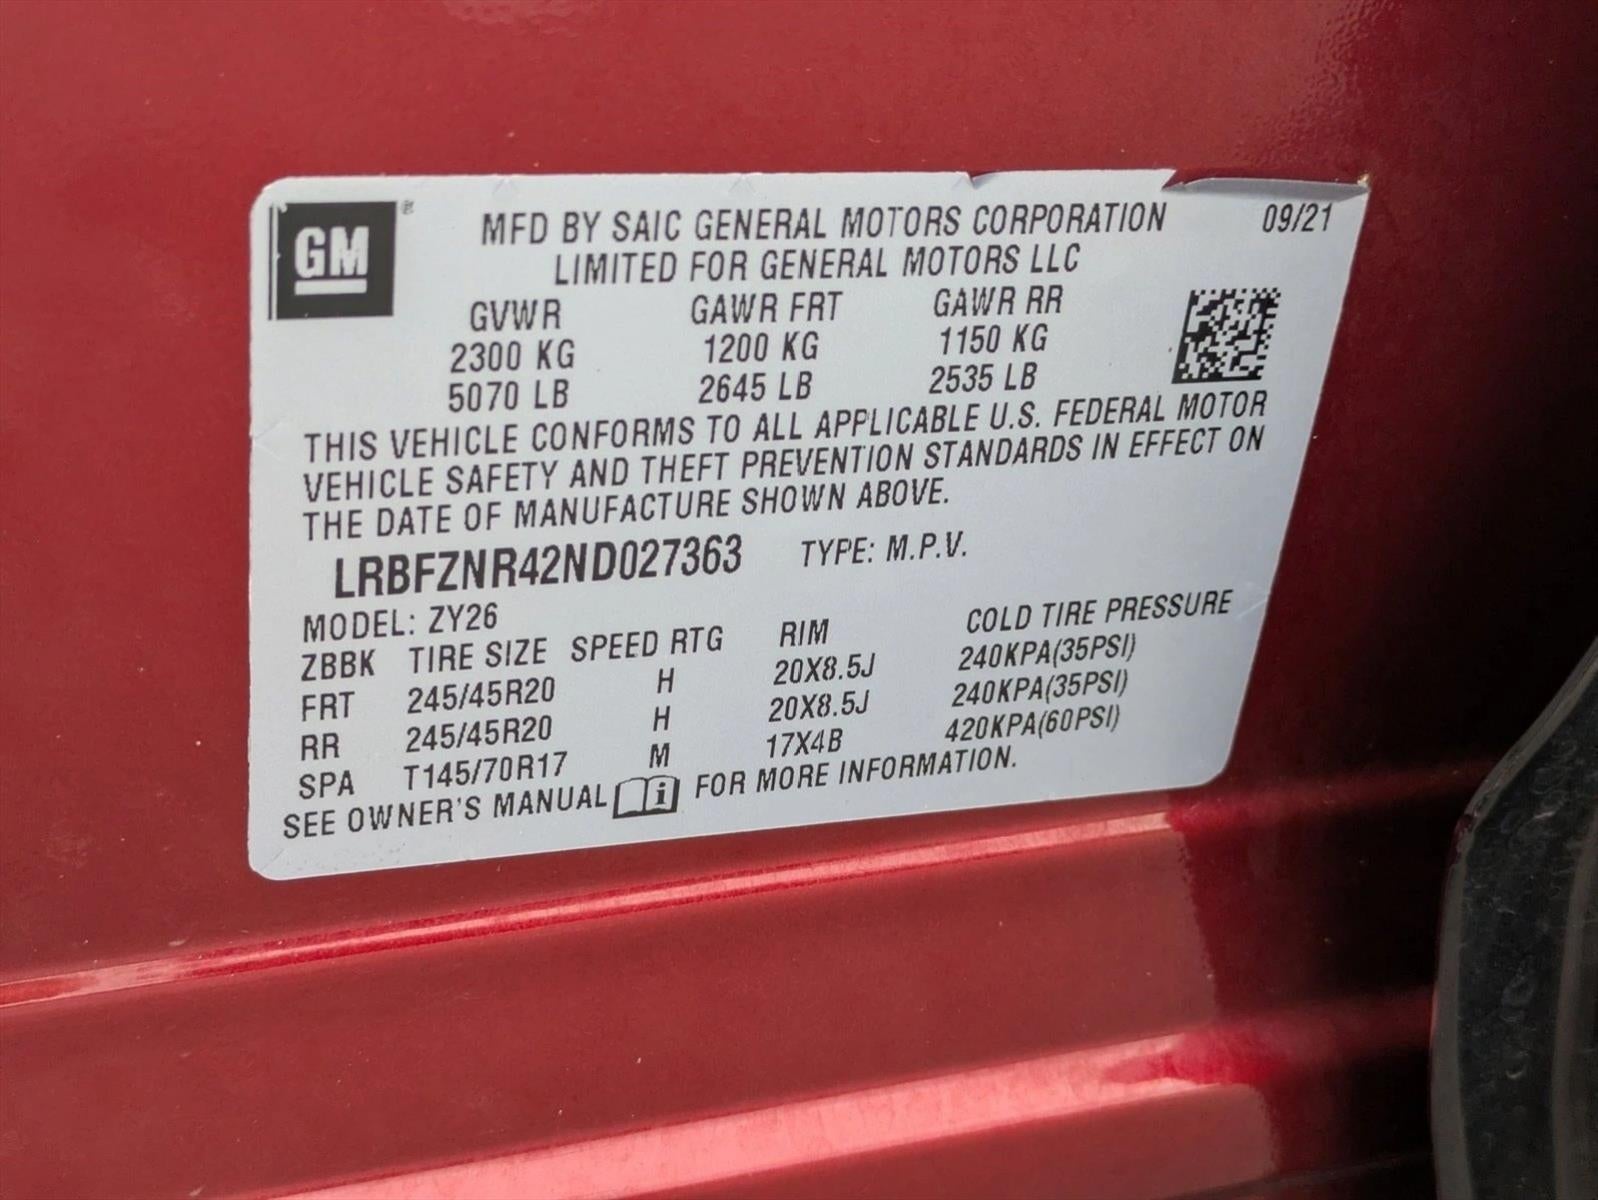 GM ® MFD BY SAIC GENERAL MOTORS CORPORATION 09/21
LIMITED FOR GENERAL MOTORS LLC
GVWR GAWR FRT GAWR RR
2300 KG 1200 KG 1150 KG
5070 LB 2645 LB 2535 LB
THIS VEHICLE CONFORMS TO ALL APPLICABLE U.S. FEDERAL MOTOR
VEHICLE SAFETY AND THEFT PREVENTION STANDARDS IN EFFECT ON
THE DATE OF MANUFACTURE SHOWN ABOVE.
LRBFZNR42ND027363 TYPE: M.P.V.
MODEL: ZY26
ZBBK TIRE SIZE SPEED RTG RIM COLD TIRE PRESSURE
FRT 245/45R20 H 20X8.5J 240KPA(35PSI)
RR 245/45R20 H 20X8.5J 240KPA(35PSI)
SPA T145/70R17 M 17X4B 420KPA(60PSI)
SEE OWNER'S MANUAL i FOR MORE INFORMATION.